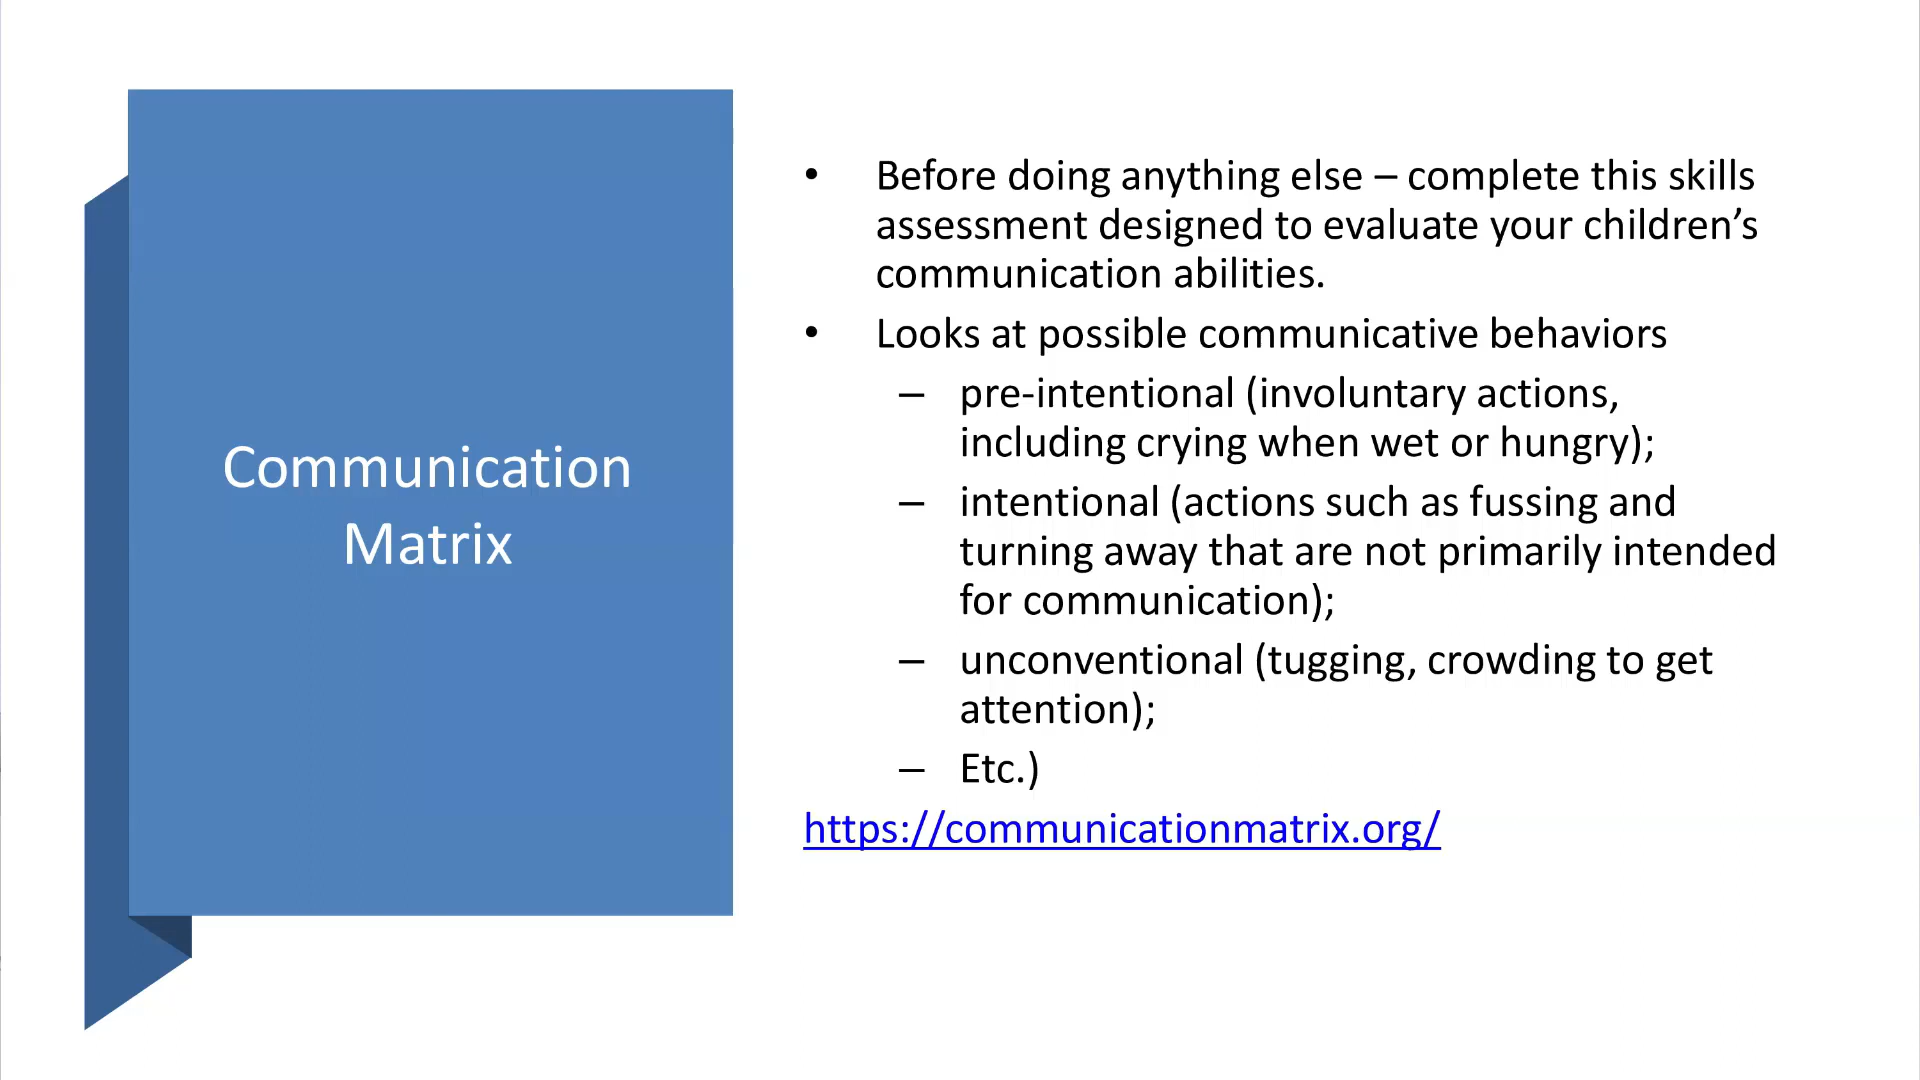 Communication
Matrix
• Before doing anything else – complete this skills
assessment designed to evaluate your children’s
communication abilities.
• Looks at possible communicative behaviors
– pre-intentional (involuntary actions,
including crying when wet or hungry);
– intentional (actions such as fussing and
turning away that are not primarily intended
for communication);
– unconventional (tugging, crowding to get
attention);
– Etc.)
https://communicationmatrix.org/